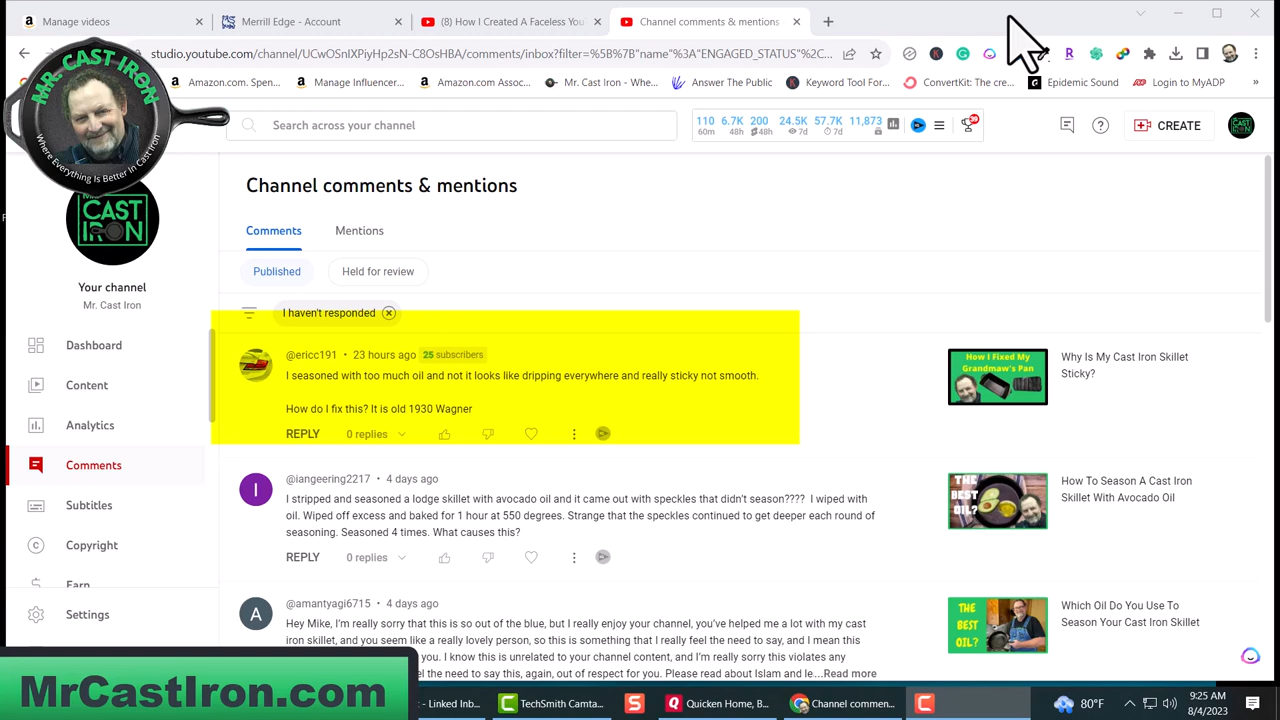 Manage videos
Merrill Edge - Account
(8) How I Created A Faceless You
Channel comments & mentions
studio.youtube.com/channel/UCwOSnlXPiyHp2sN-C8OsHBA/comments/inbox?filter=%5B%7B"name"%3A"ENGAGED_STATUS"%2C...
Amazon.com. Spen...
Manage Influencer...
Amazon.com Assoc...
Mr. Cast Iron - Whe...
Answer The Public
Keyword Tool For...
ConvertKit: The cre...
Epidemic Sound
Login to MyADP
MR. CAST IRON
Where Everything Is Better In Cast Iron
Search across your channel
110 6.7K 200 24.5K 57.7K 11,873
60m 48h 48h 7d 7d
CREATE
CAST IRON
Your channel
Mr. Cast Iron
Dashboard
Content
Analytics
Comments
Subtitles
Copyright
Earn
Settings
Channel comments & mentions
Comments Mentions
Published Held for review
I haven't responded
@ericc191 • 23 hours ago 25 subscribers
I seasoned with too much oil and not it looks like dripping everywhere and really sticky not smooth.
How do I fix this? It is old 1930 Wagner
REPLY 0 replies
How I Fixed My
Grandmaw's Pan
Why Is My Cast Iron Skillet
Sticky?
I
@iangeering2217 • 4 days ago
I stripped and seasoned a lodge skillet with avocado oil and it came out with speckles that didn't season???? I wiped with
oil. Wiped off excess and baked for 1 hour at 550 degrees. Strange that the speckles continued to get deeper each round of
seasoning. Seasoned 4 times. What causes this?
REPLY 0 replies
THE
BEST
OIL?
How To Season A Cast Iron
Skillet With Avocado Oil
A
@amantyagi6715 • 4 days ago
Hey Mike, I'm really sorry that this is so out of the blue, but I really enjoy your channel, you've helped me a lot with my cast
iron skillet, and you seem like a really lovely person, so this is something that I really feel the need to say, and I mean this
you. I know this is unrelated to your channel content, and I'm really sorry this violates any
el the need to say this, again, out of respect for you. Please read about Islam and le...Read more
THE
BEST
OIL?
Which Oil Do You Use To
Season Your Cast Iron Skillet
MrCastIron.com
- Linked Inb...
TechSmith Camta...
Quicken Home, B...
Channel commen...
80°F
9:25 AM
8/4/2023